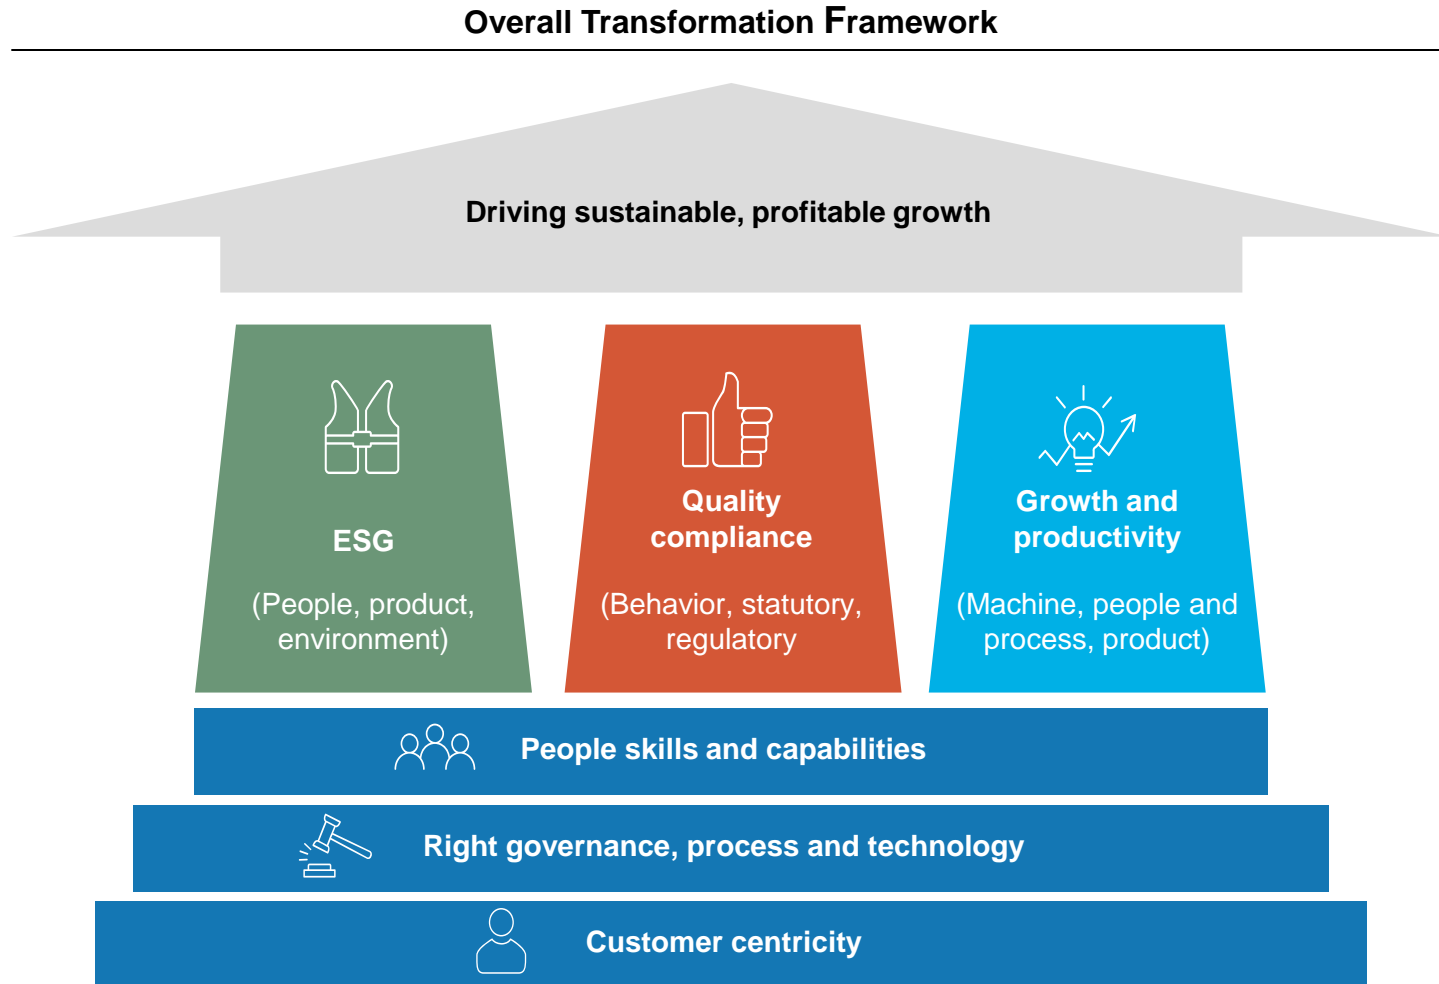 Overall Transformation Framework
Driving sustainable, profitable growth
ESG
(People, product,
environment)
Quality
compliance
(Behavior, statutory,
regulatory
Growth and
productivity
(Machine, people and
process, product)
People skills and capabilities
Right governance, process and technology
Customer centricity